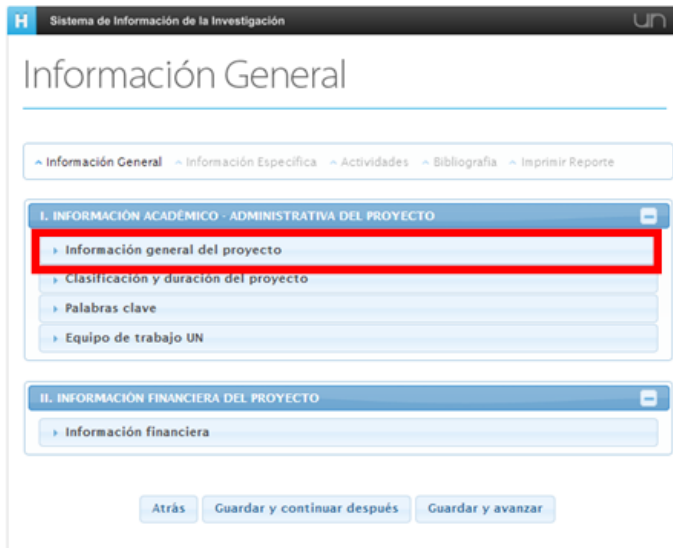 H Sistema de Información de la Investigación un
Información General
Información General Información Específica Actividades Bibliografía Imprimir Reporte
I. INFORMACIÓN ACADÉMICO - ADMINISTRATIVA DEL PROYECTO
Información general del proyecto
Clasificación y duración del proyecto
Palabras clave
Equipo de trabajo UN
II. INFORMACIÓN FINANCIERA DEL PROYECTO
Información financiera
Atrás Guardar y continuar después Guardar y avanzar